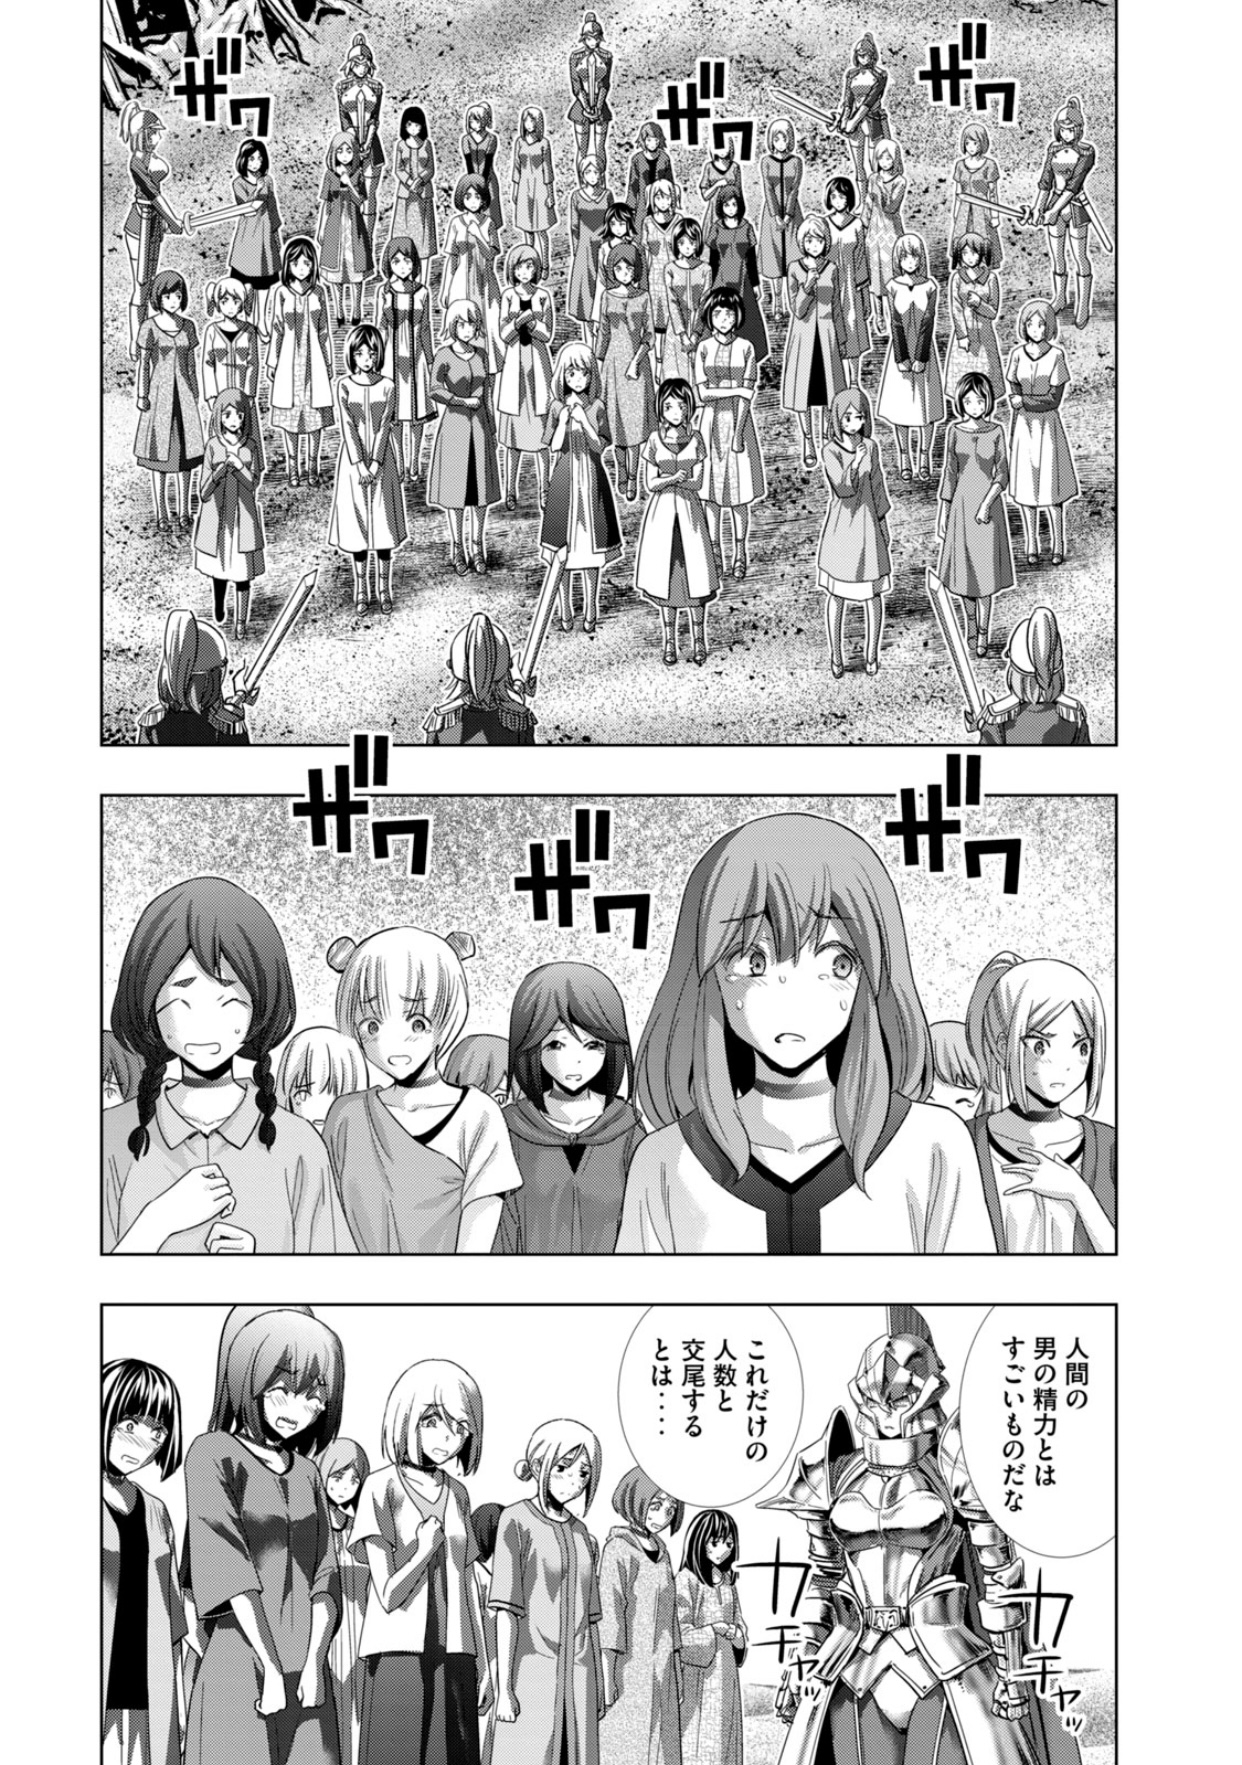 ザワ
ザワ
ザワ
ザワ
ザワ
ザワ
人間の
男の精力とは
すごいものだな
これだけの
人数と
交尾する
とは‥‥
カチャッ
カチャッ